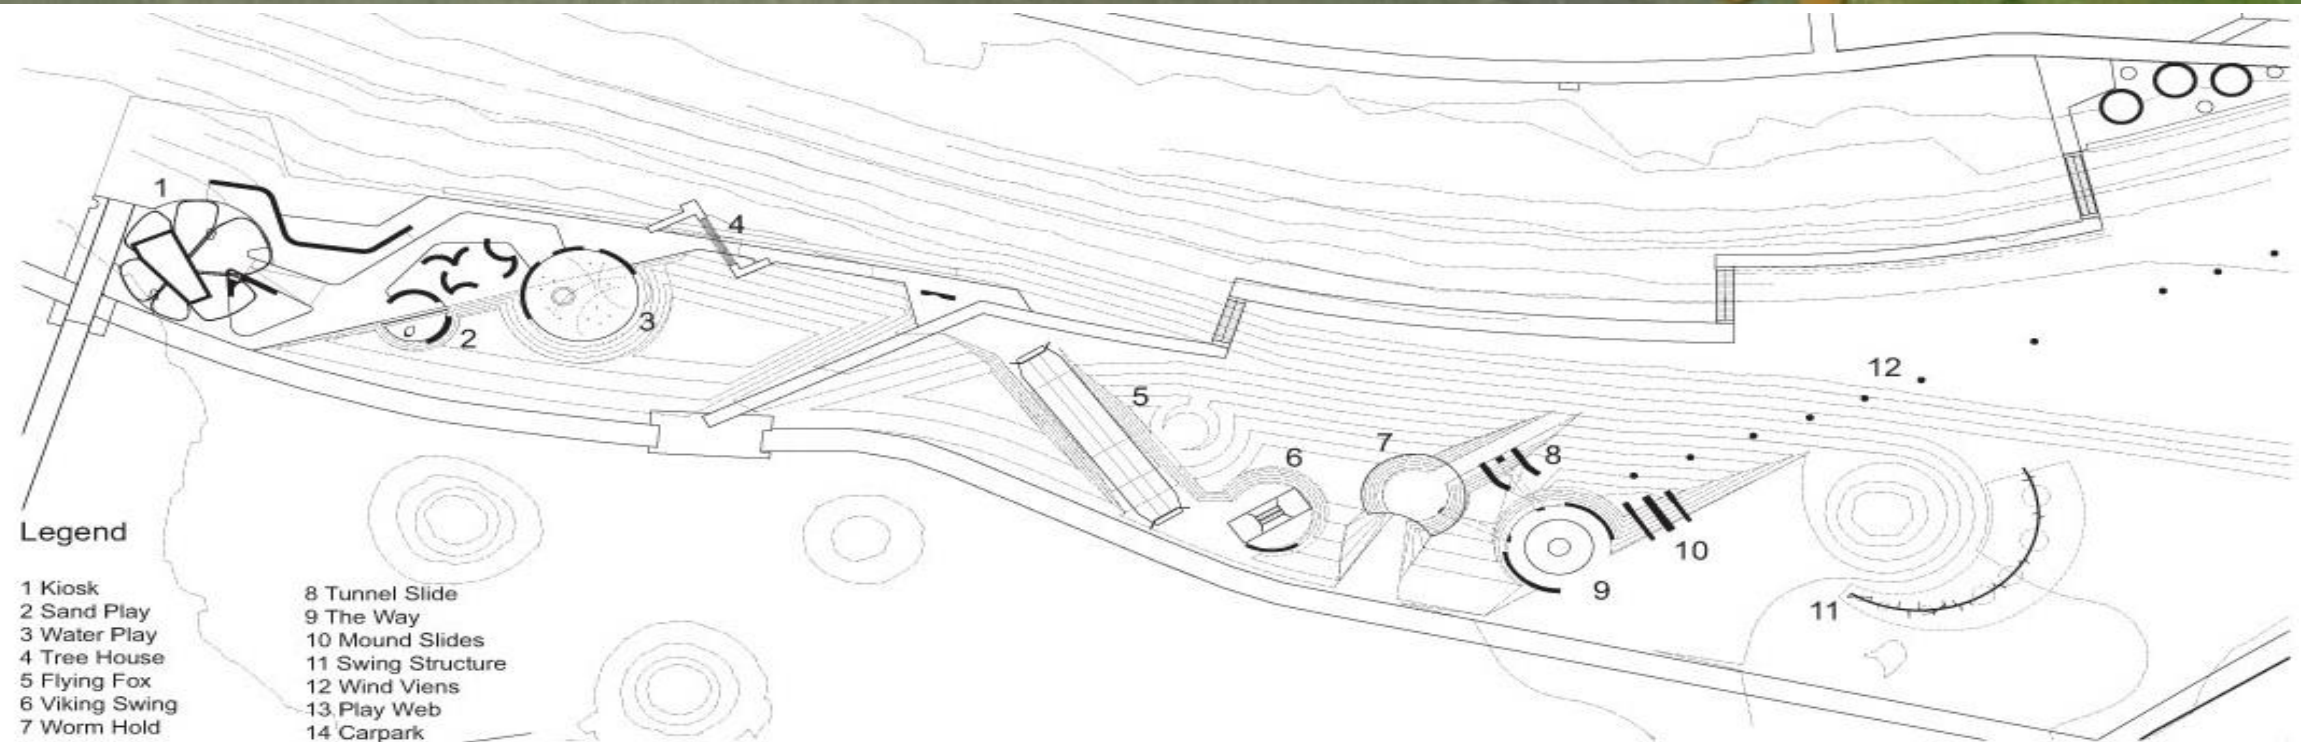 1
4
2
3
5
6
7
8
9
10
11
12
Legend
1 Kiosk
2 Sand Play
3 Water Play
4 Tree House
5 Flying Fox
6 Viking Swing
7 Worm Hold
8 Tunnel Slide
9 The Way
10 Mound Slides
11 Swing Structure
12 Wind Viens
13 Play Web
14 Carpark